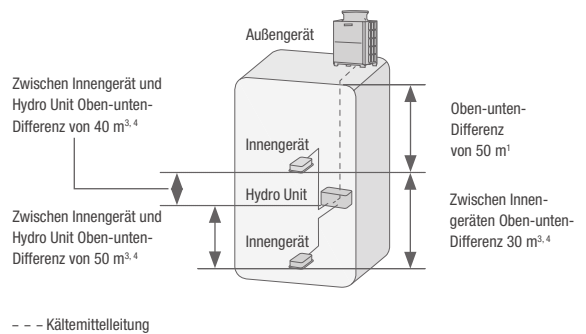 Außengerät
Zwischen Innengerät und
Hydro Unit Oben-unten-
Differenz von 40 m³, ⁴
Oben-unten-
Differenz
von 50 m¹
Innengerät
Hydro Unit
Zwischen Innengerät und
Hydro Unit Oben-unten-
Differenz von 50 m³, ⁴
Zwischen Innen-
geräten Oben-unten-
Differenz 30 m³, ⁴
Innengerät
– – – Kältemittelleitung